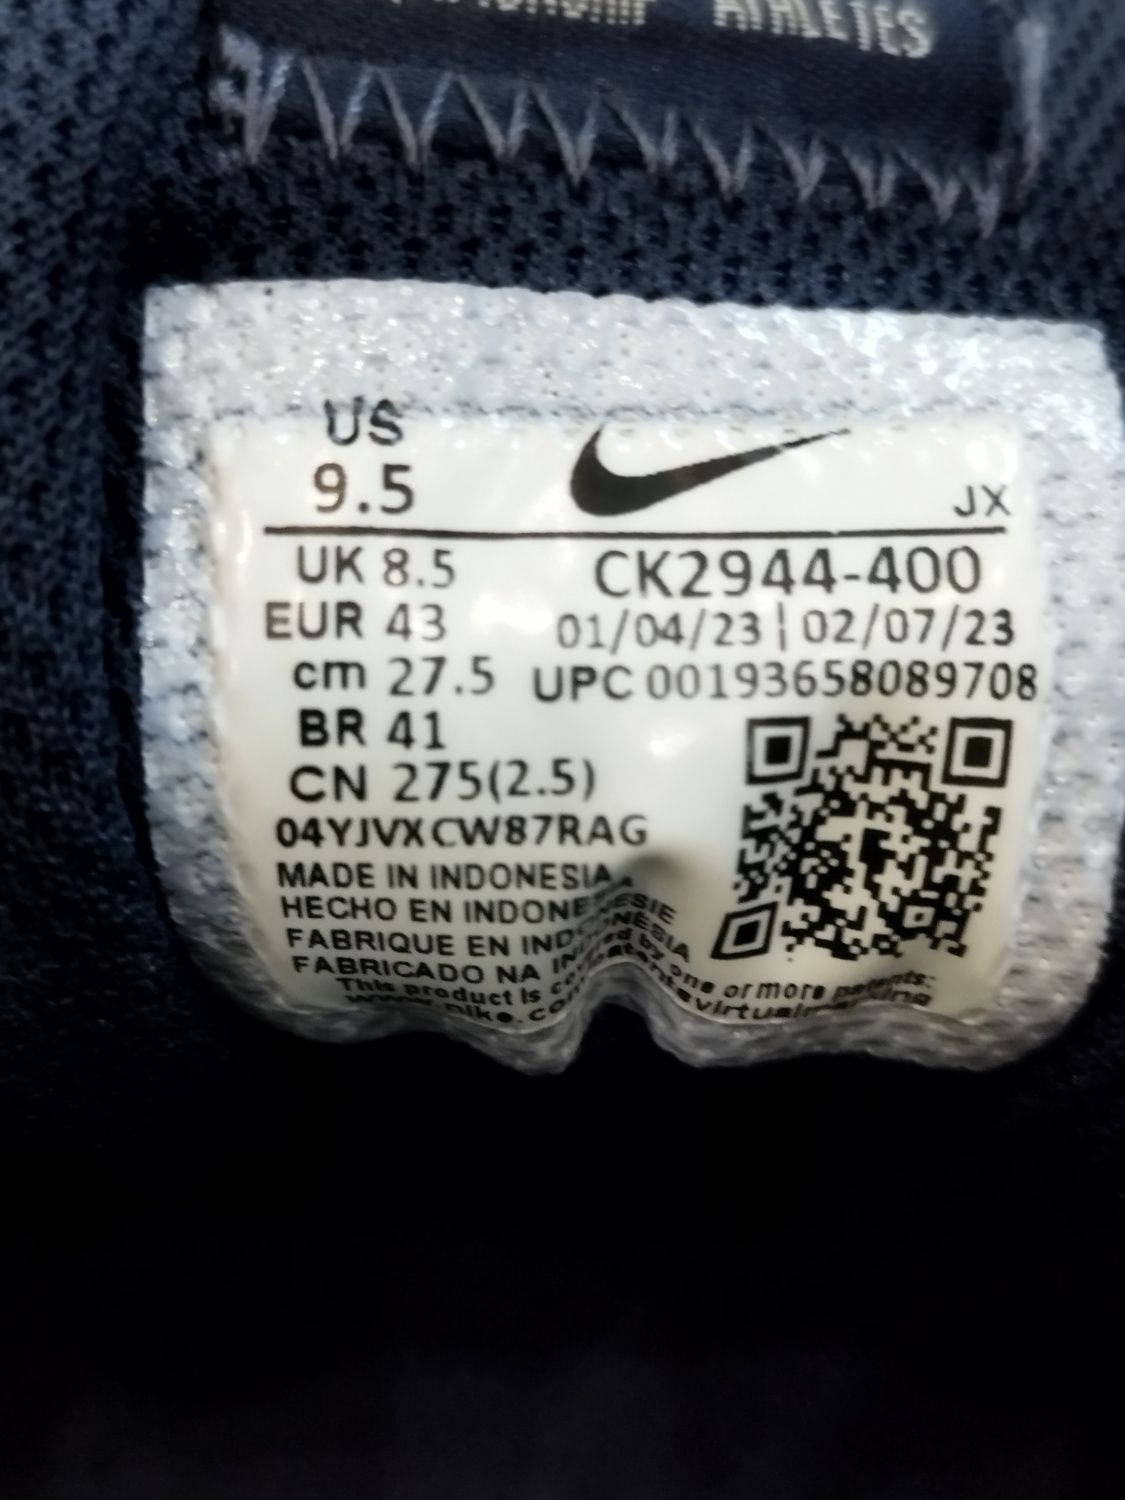 ATHLETES
US
9.5
JX
UK 8.5
CK2944-400
EUR 43
01/04/23 | 02/07/23
cm 27.5
UPC 00193658089708
BR 41
CN 275(2.5)
04YJVXCW87RAG
MADE IN INDONESIA
HECHO EN INDONESIE
FABRIQUE EN INDONESIA
FABRICADO NA
This product is by one or more patents: